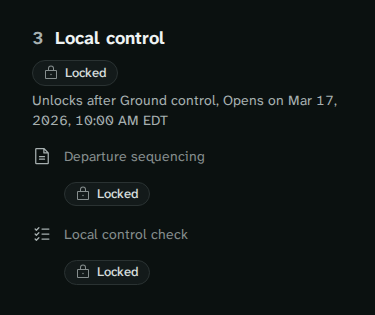 3 Local control
Locked
Unlocks after Ground control, Opens on Mar 17,
2026, 10:00 AM EDT
Departure sequencing
Locked
Local control check
Locked